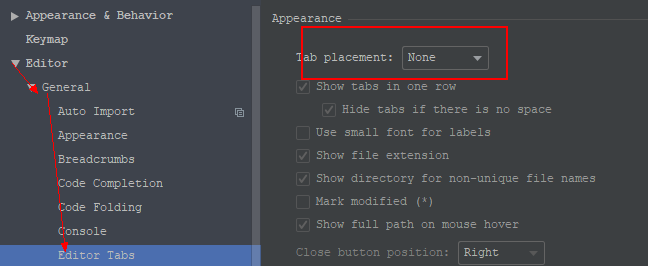 Appearance & Behavior
Keymap
Editor
General
Auto Import
Appearance
Breadcrumbs
Code Completion
Code Folding
Console
Editor Tabs
Appearance
Tab placement: None
Show tabs in one row
Hide tabs if there is no space
Use small font for labels
Show file extension
Show directory for non-unique file names
Mark modified (*)
Show full path on mouse hover
Close button position: Right